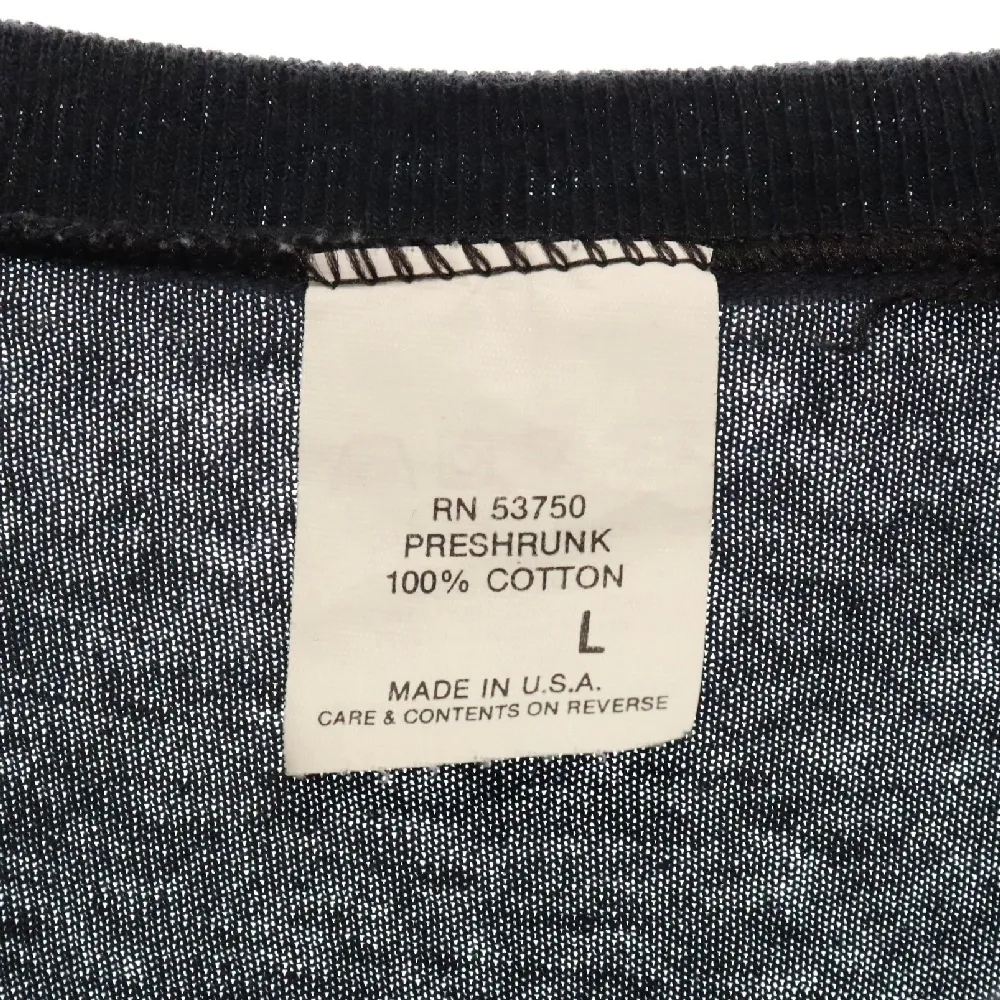 RN 53750
PRESHRUNK
100% COTTON
L
MADE IN U.S.A.
CARE & CONTENTS ON REVERSE